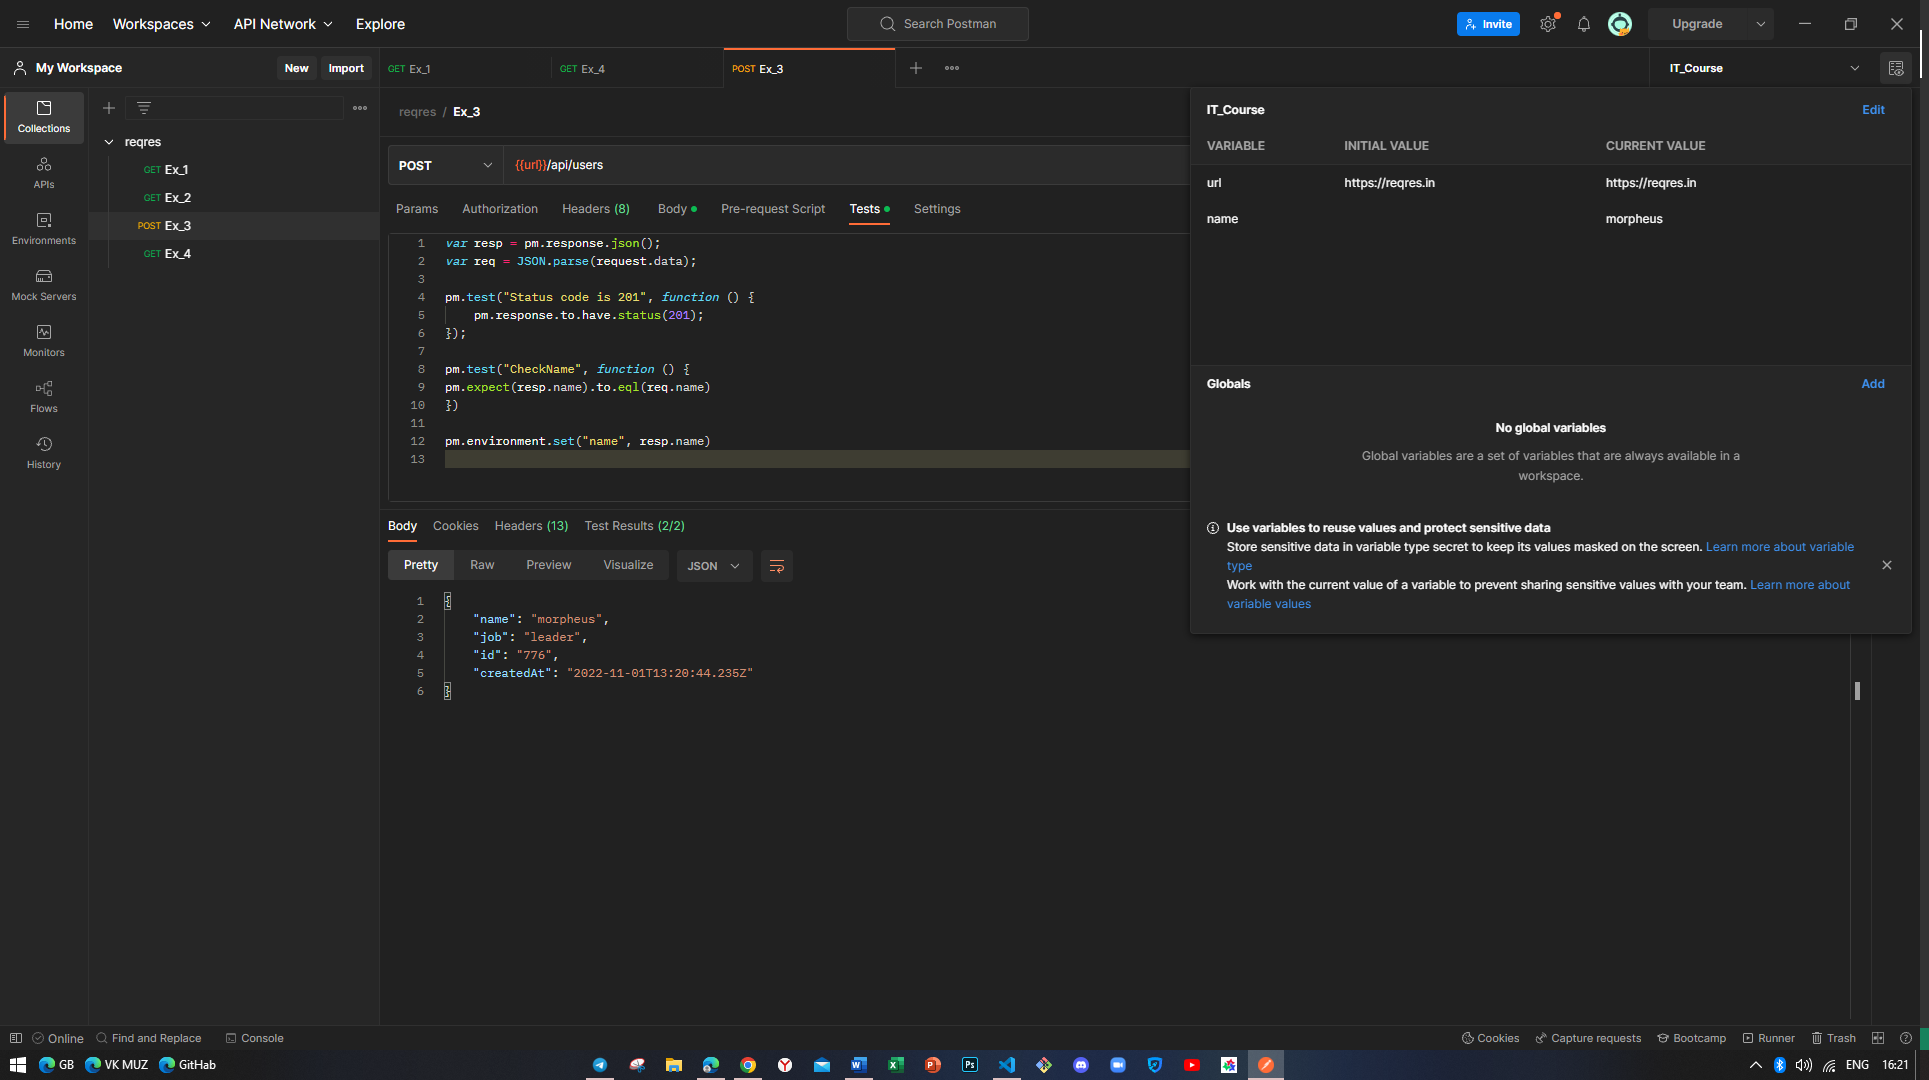 Home Workspaces API Network Explore Search Postman Invite Upgrade
My Workspace New Import GET Ex_1 GET Ex_4 POST Ex_3 IT_Course
reqres / Ex_3
Collections
APIs
Environments
Mock Servers
Monitors
Flows
History
reqres
GET Ex_1
GET Ex_2
POST Ex_3
GET Ex_4
POST {{url}}/api/users
Params Authorization Headers (8) Body Pre-request Script Tests Settings
1 var resp = pm.response.json();
2 var req = JSON.parse(request.data);
3
4 pm.test("Status code is 201", function () {
5 pm.response.to.have.status(201);
6 });
7
8 pm.test("CheckName", function () {
9 pm.expect(resp.name).to.eql(req.name)
10 })
11
12 pm.environment.set("name", resp.name)
13
Body Cookies Headers (13) Test Results (2/2)
Pretty Raw Preview Visualize JSON
1 {
2 "name": "morpheus",
3 "job": "leader",
4 "id": "776",
5 "createdAt": "2022-11-01T13:20:44.235Z"
6 }
IT_Course Edit
VARIABLE INITIAL VALUE CURRENT VALUE
url https://reqres.in https://reqres.in
name morpheus
Globals Add
No global variables
Global variables are a set of variables that are always available in a
workspace.
Use variables to reuse values and protect sensitive data
Store sensitive data in variable type secret to keep its values masked on the screen. Learn more about variable
type
Work with the current value of a variable to prevent sharing sensitive values with your team. Learn more about
variable values
Online Find and Replace Console Cookies Capture requests Bootcamp Runner Trash
GB VK MUZ GitHab ENG 16:21